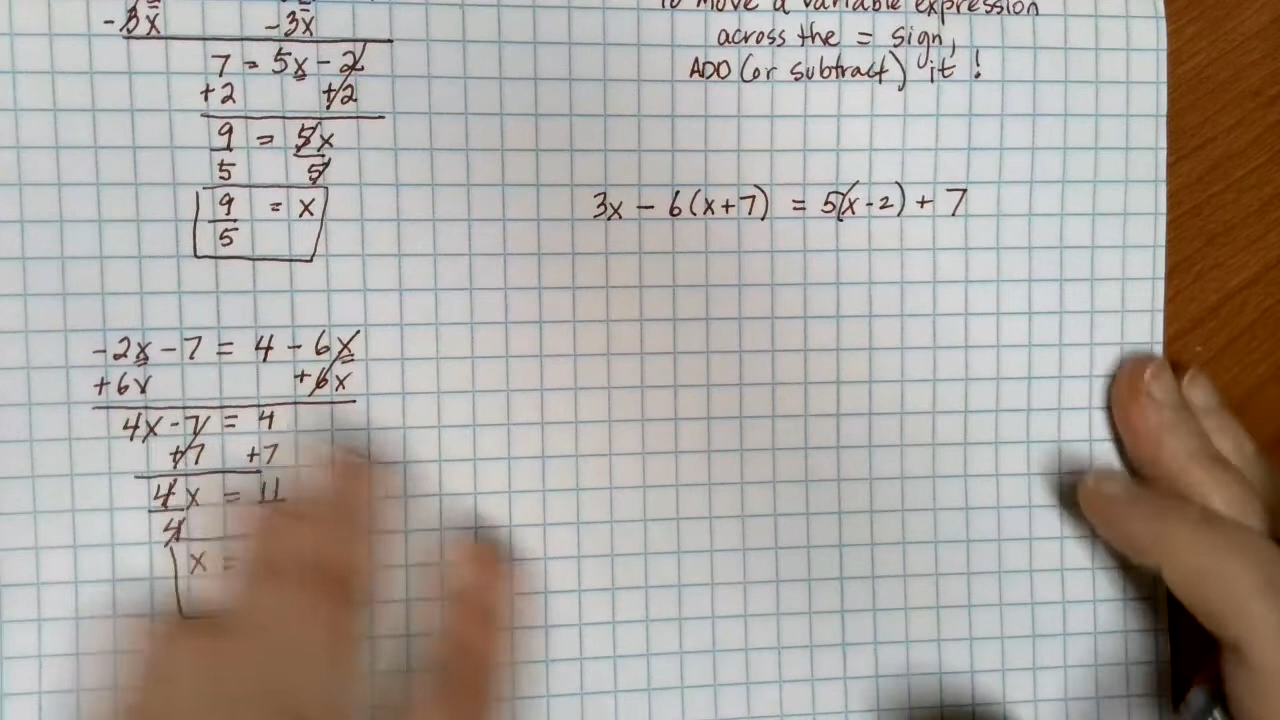 -3x -3x
7 = 5x - 2
+2 +2
9 = 5x
5 5
9 = x
5
-2x - 7 = 4 - 6x
+6x +6x
4x - 7 = 4
+7 +7
4x = 11
4
x =
to move a variable expression
across the = sign,
ADD (or subtract) it !
3x - 6(x+7) = 5(x-2) + 7